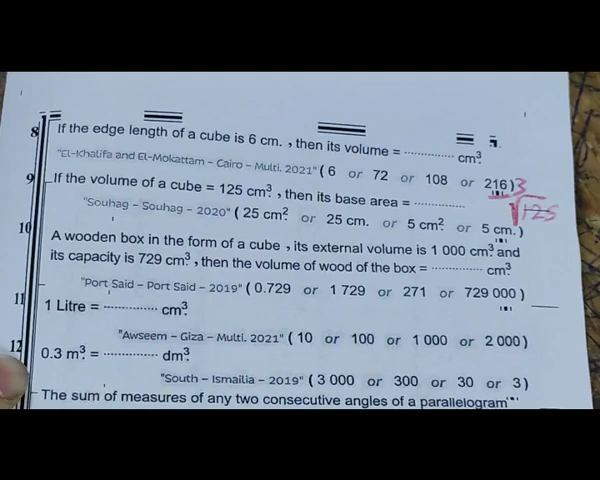 8 If the edge length of a cube is 6 cm. , then its volume = ............... cm³.
"El-Khalifa and El-Mokattam – Cairo – Multi. 2021" ( 6 or 72 or 108 or 216 )
9 If the volume of a cube = 125 cm³. , then its base area = ............... 3√125
"Souhag – Souhag – 2020" ( 25 cm² or 25 cm. or 5 cm² or 5 cm. )
10 A wooden box in the form of a cube , its external volume is 1 000 cm³. and
its capacity is 729 cm³. , then the volume of wood of the box = ............... cm³.
"Port Said – Port Said – 2019" ( 0.729 or 1 729 or 271 or 729 000 )
11 1 Litre = ............... cm³.
"Awseem – Giza – Multi. 2021" ( 10 or 100 or 1 000 or 2 000 )
12 0.3 m³. = ............... dm³.
"South – Ismailia – 2019" ( 3 000 or 300 or 30 or 3 )
The sum of measures of any two consecutive angles of a parallelogram